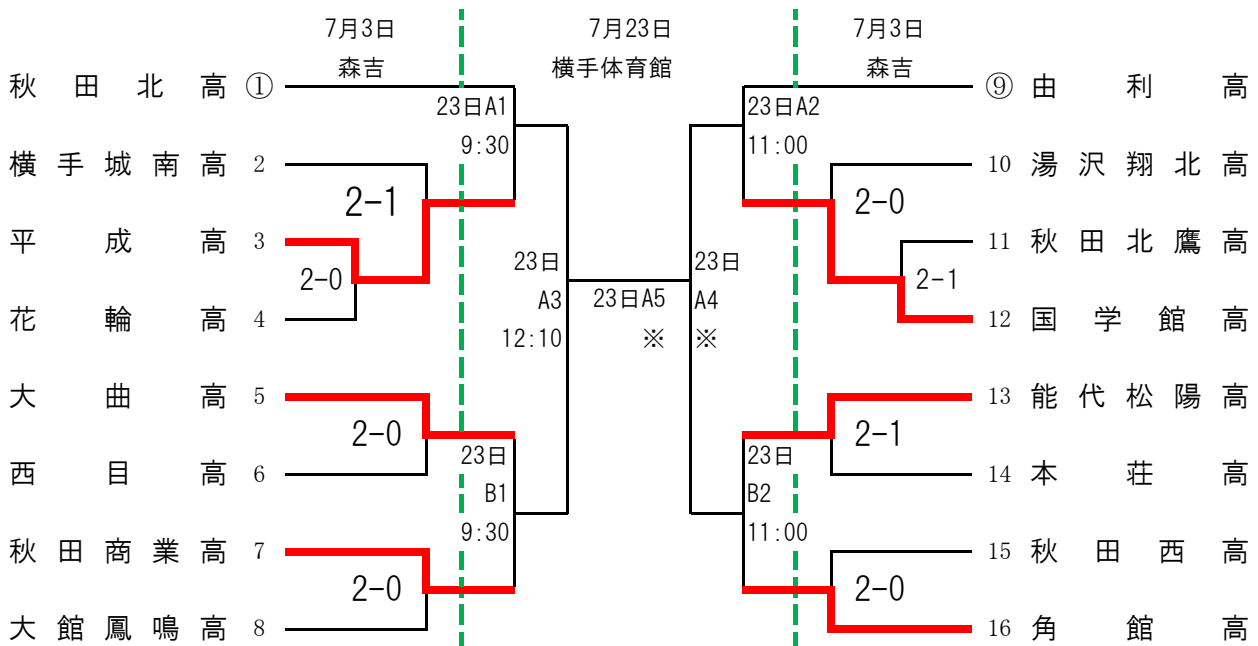 7月3日 7月23日 7月3日
森吉 横手体育館 森吉
秋田北高 ① ⑨ 由利高
23日A1 23日A2
9:30 11:00
横手城南高 2 10 湯沢翔北高
2-1 2-0
平成高 3 11 秋田北鷹高
2-0 23日 23日 2-1
A3 23日A5 A4
花輪高 4 12 国学館高
12:10 ※ ※
大曲高 5 13 能代松陽高
2-0 2-1
23日 23日
西目高 6 14 本荘高
B1 B2
9:30 11:00
秋田商業高 7 15 秋田西高
2-0 2-0
大館鳳鳴高 8 16 角館高